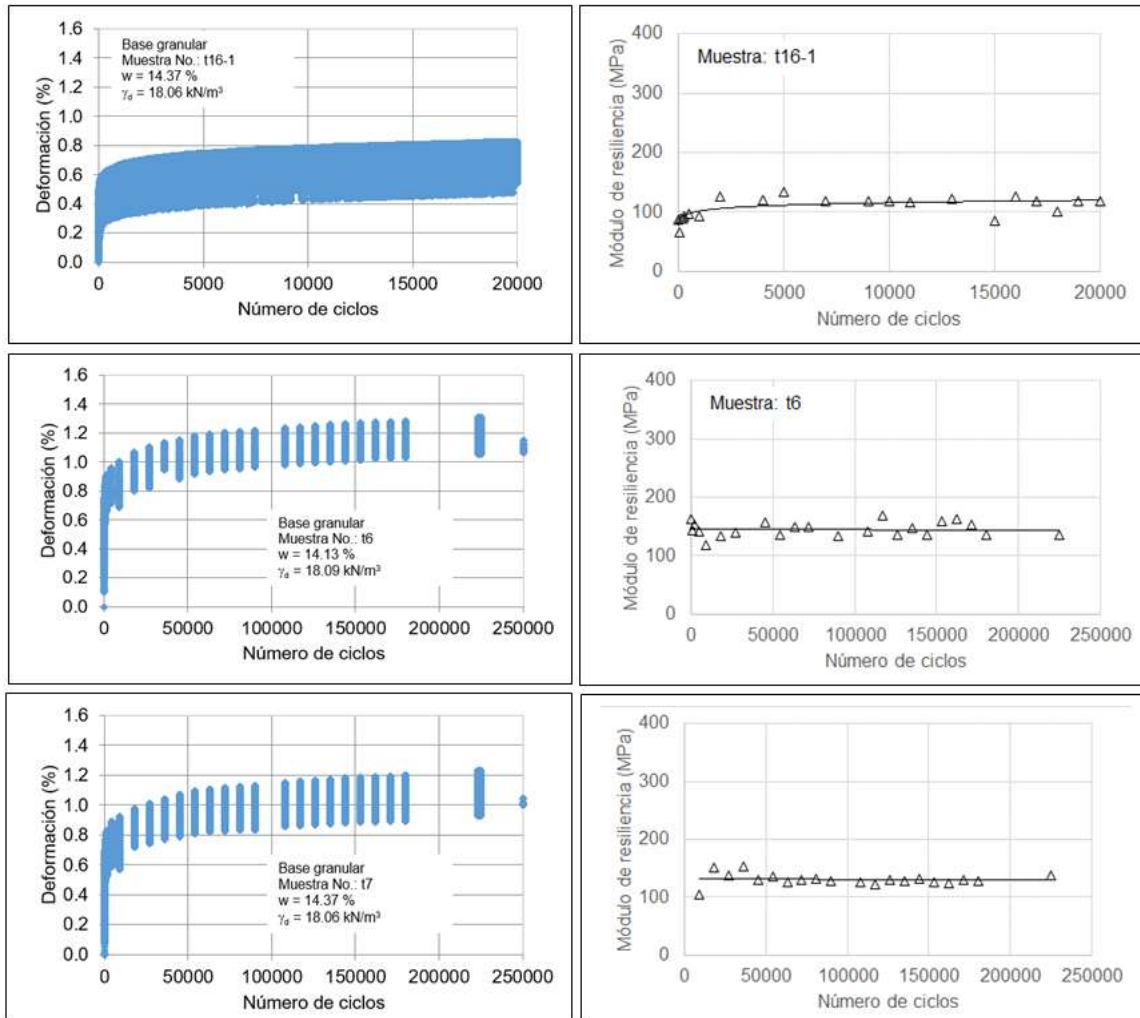 1.6
1.4
1.2
1.0
0.8
0.6
0.4
0.2
0.0
Deformación (%)
Base granular
Muestra No.: t16-1
w = 14.37 %
γd = 18.06 kN/m³
0 5000 10000 15000 20000
Número de ciclos
400
300
200
100
0
Módulo de resiliencia (MPa)
Muestra: t16-1
0 5000 10000 15000 20000
Número de ciclos
1.6
1.4
1.2
1.0
0.8
0.6
0.4
0.2
0.0
Deformación (%)
Base granular
Muestra No.: t6
w = 14.13 %
γd = 18.09 kN/m³
0 50000 100000 150000 200000 250000
Número de ciclos
400
300
200
100
0
Módulo de resiliencia (MPa)
Muestra: t6
0 50000 100000 150000 200000 250000
Número de ciclos
1.6
1.4
1.2
1.0
0.8
0.6
0.4
0.2
0.0
Deformación (%)
Base granular
Muestra No.: t7
w = 14.37 %
γd = 18.06 kN/m³
0 50000 100000 150000 200000 250000
Número de ciclos
400
300
200
100
0
Módulo de resiliencia (MPa)
0 50000 100000 150000 200000 250000
Número de ciclos